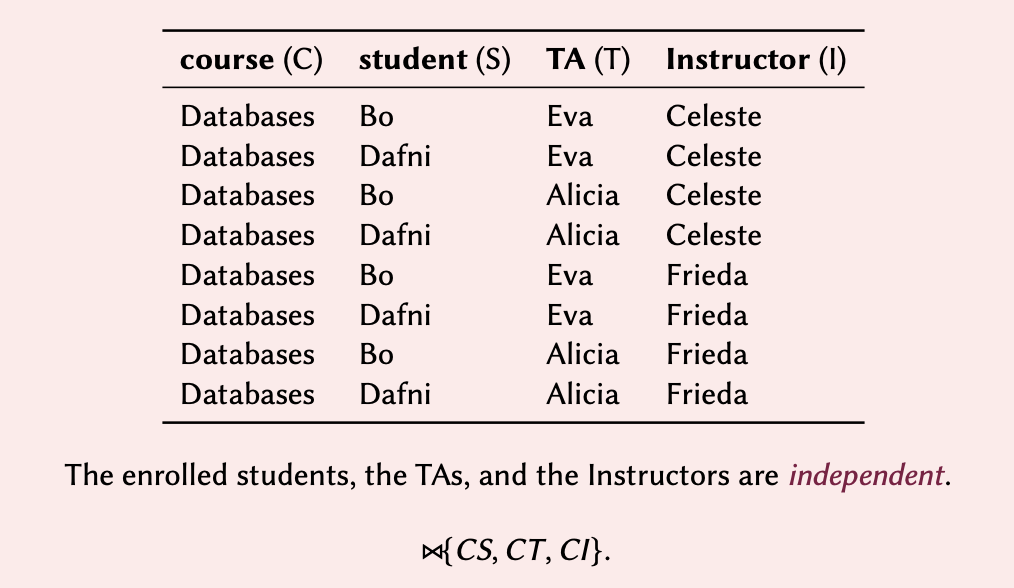 course (C) student (S) TA (T) Instructor (I)
Databases Bo Eva Celeste
Databases Dafni Eva Celeste
Databases Bo Alicia Celeste
Databases Dafni Alicia Celeste
Databases Bo Eva Frieda
Databases Dafni Eva Frieda
Databases Bo Alicia Frieda
Databases Dafni Alicia Frieda
The enrolled students, the TAs, and the Instructors are independent.
⋈{CS, CT, CI}.